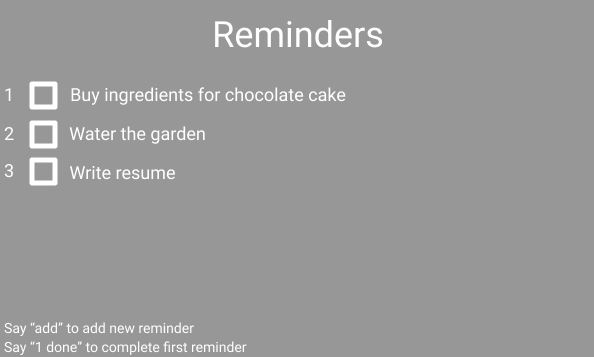 Reminders
1 Buy ingredients for chocolate cake
2 Water the garden
3 Write resume
Say “add” to add new reminder
Say “1 done” to complete first reminder